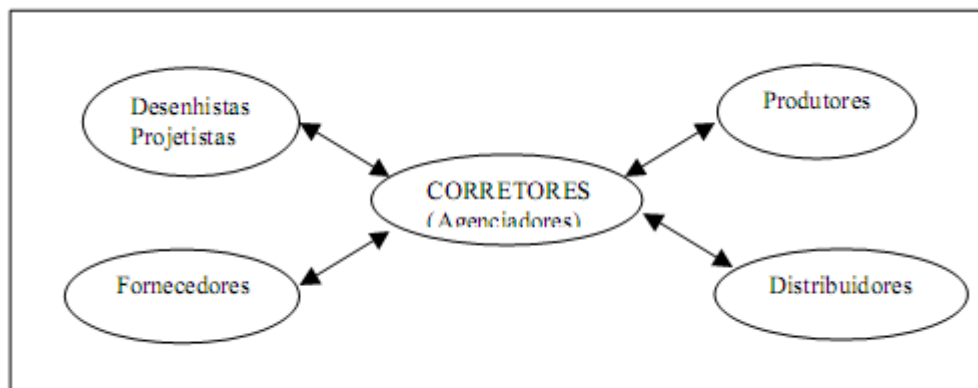 Desenhistas
Projetistas
Produtores
CORRETORES
(Agenciadores)
Fornecedores
Distribuidores